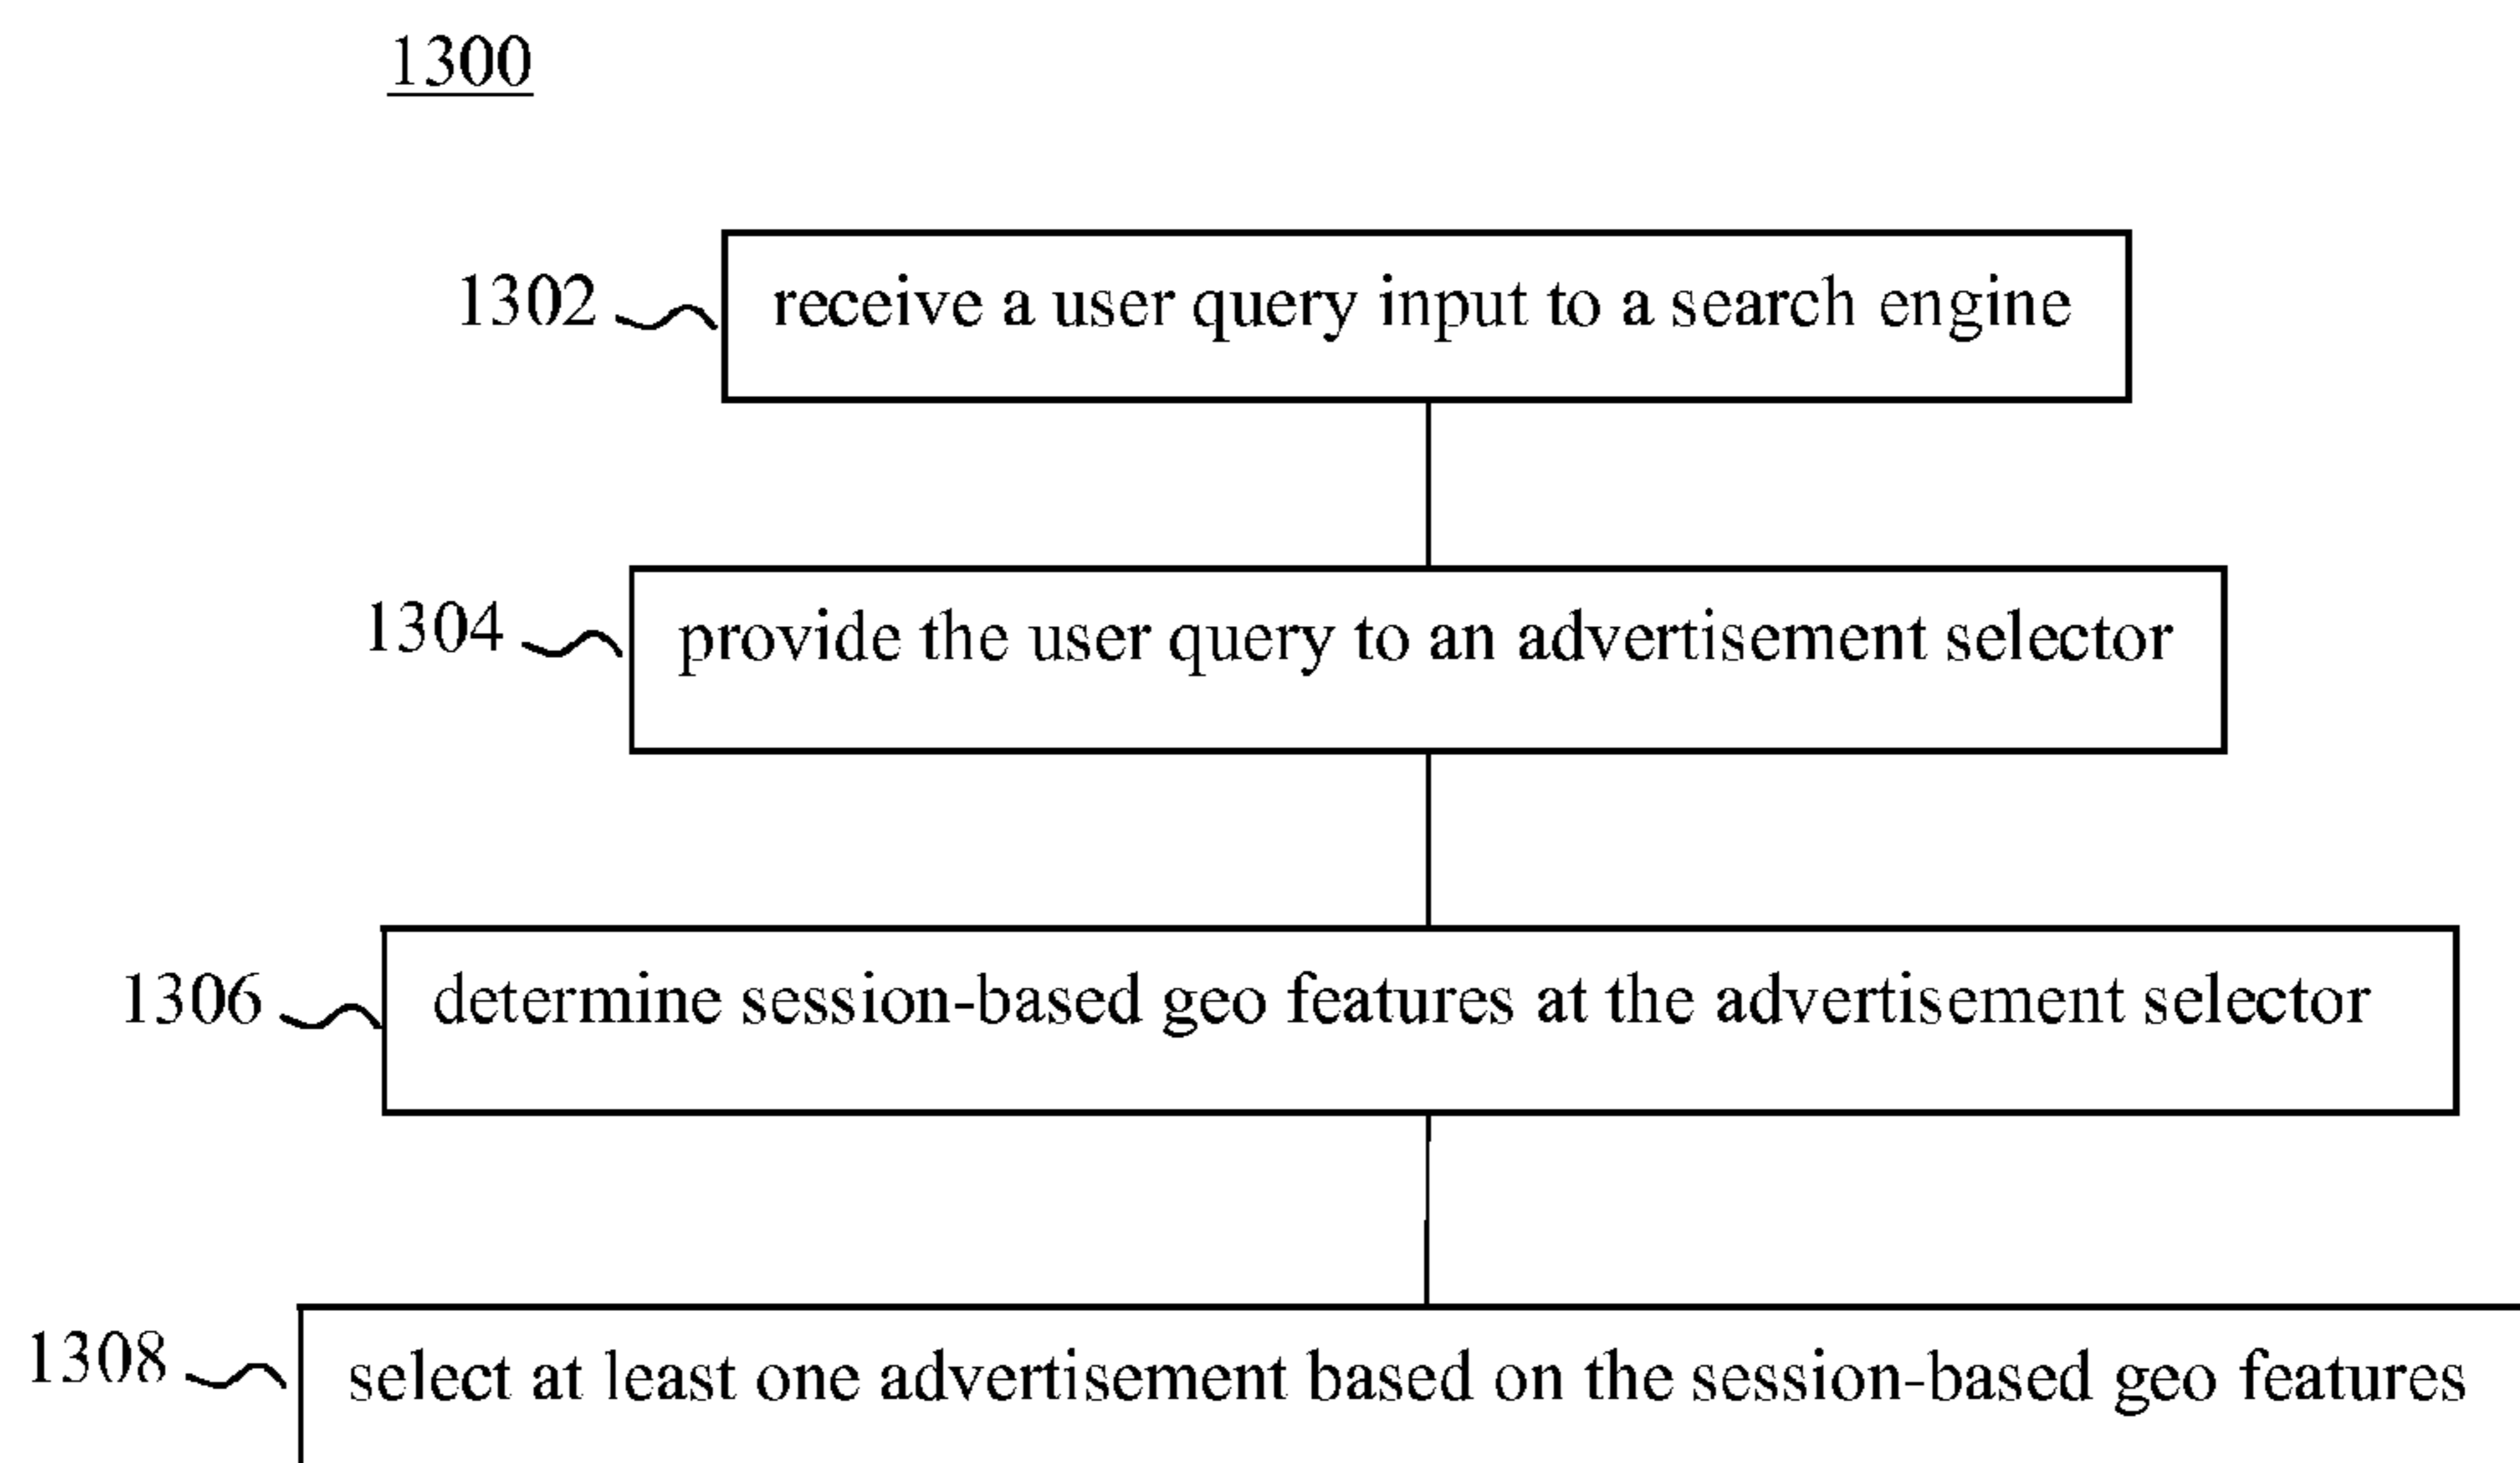 1300
1302 receive a user query input to a search engine
1304 provide the user query to an advertisement selector
1306 determine session-based geo features at the advertisement selector
1308 select at least one advertisement based on the session-based geo features